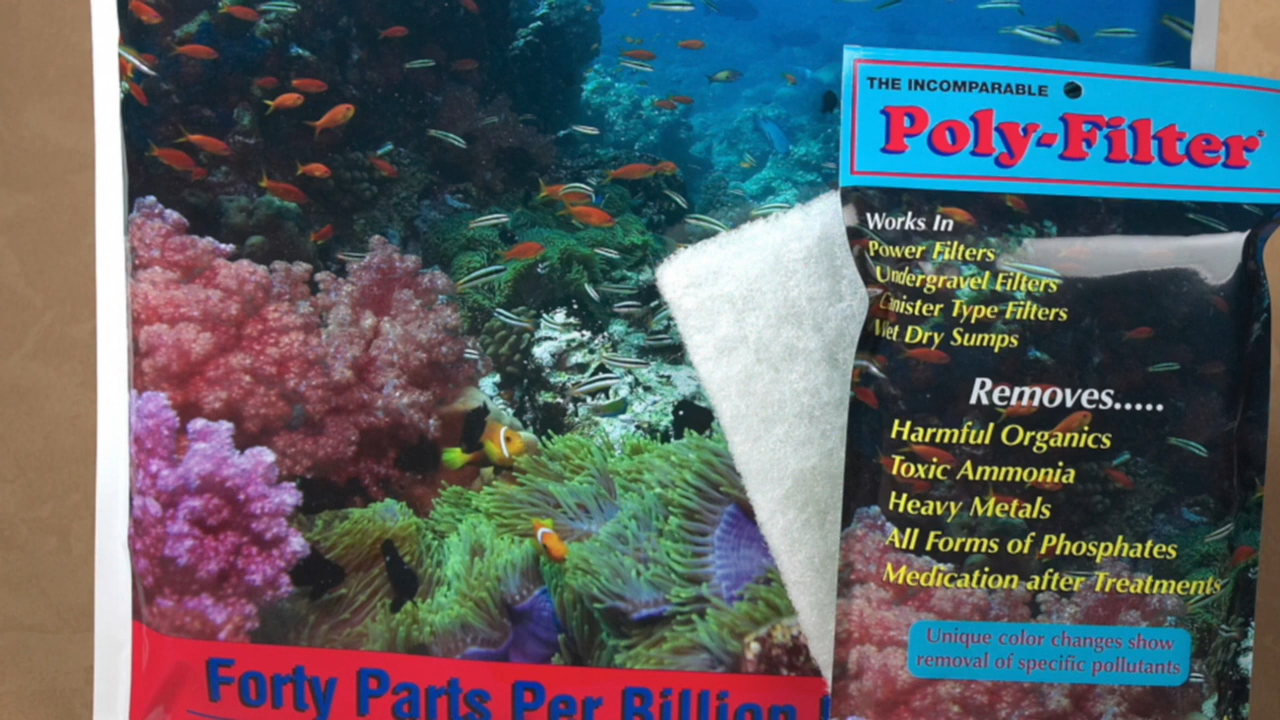 THE INCOMPARABLE
Poly-Filter®
Works In
Power Filters
Undergravel Filters
Canister Type Filters
Wet Dry Sumps
Removes.....
Harmful Organics
Toxic Ammonia
Heavy Metals
All Forms of Phosphates
Medication after Treatments
Unique color changes show
removal of specific pollutants
Forty Parts Per Billion